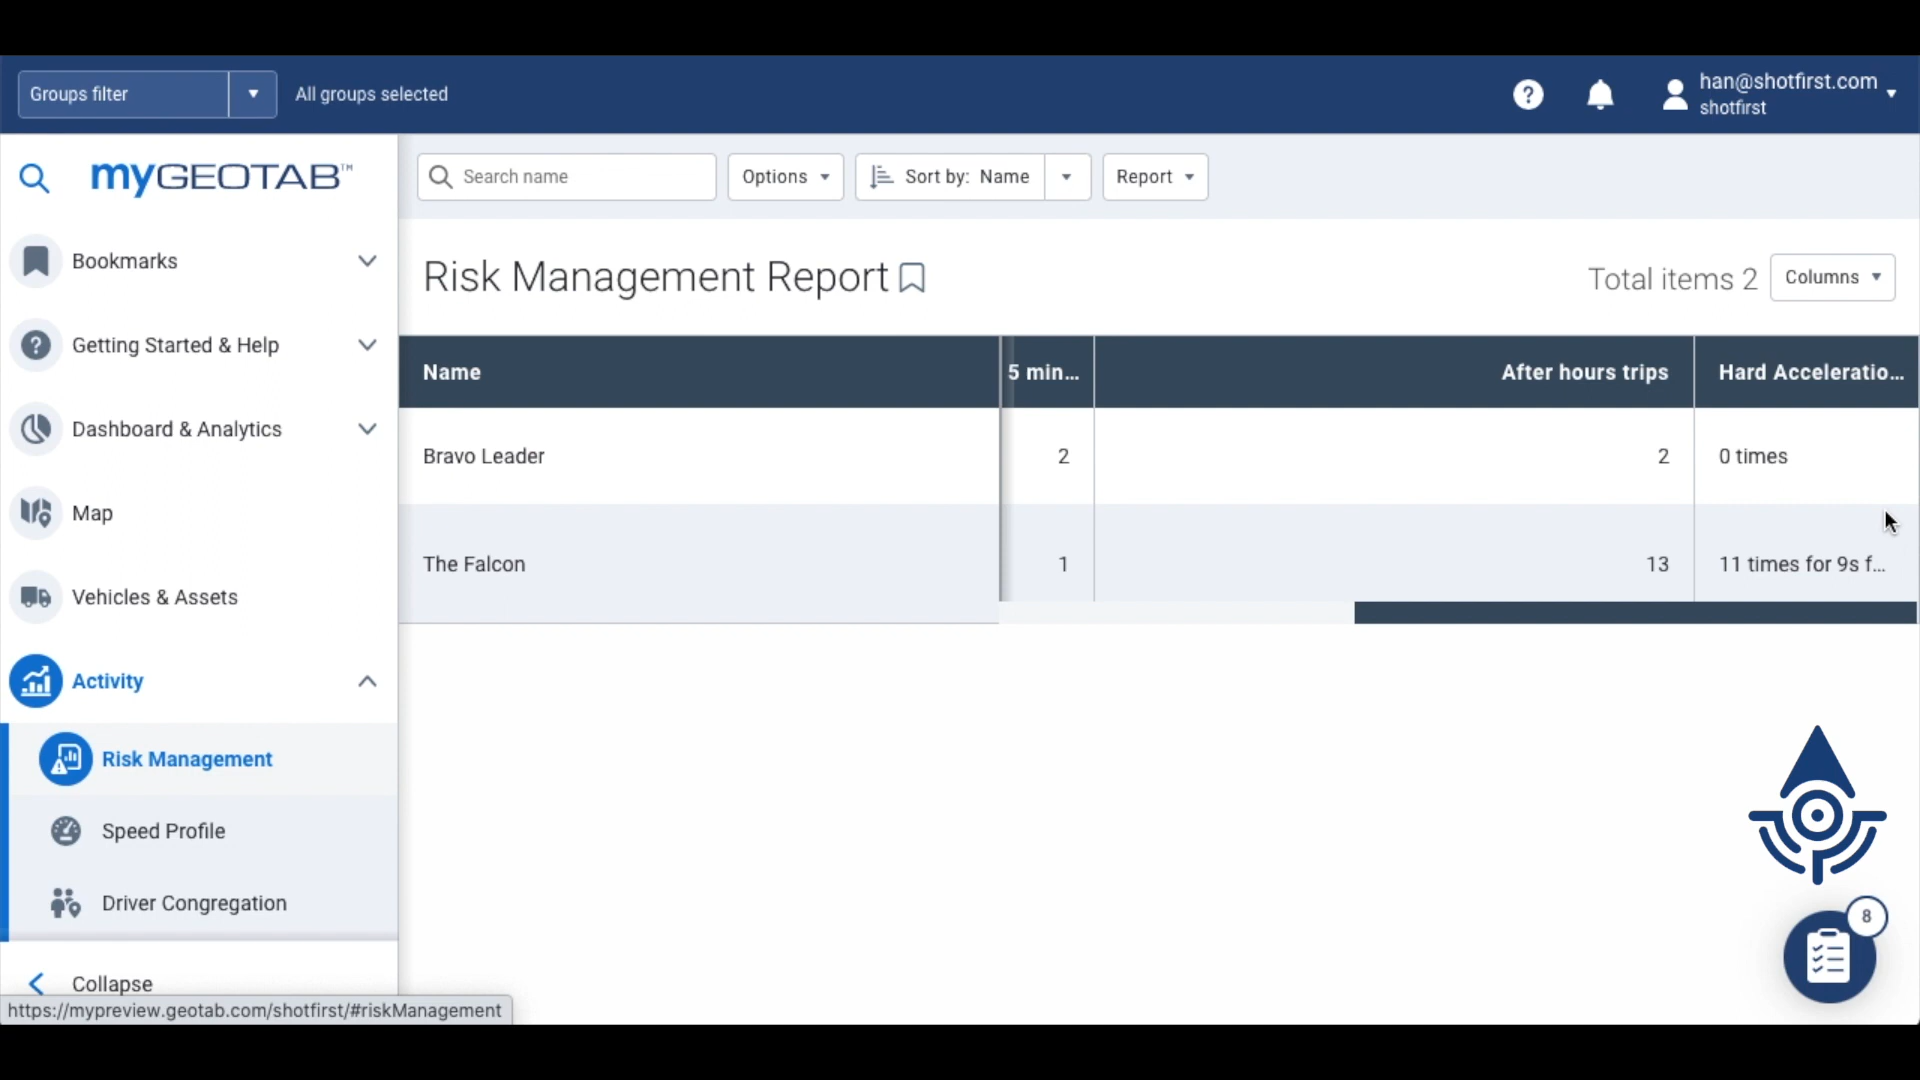 Groups filter
All groups selected
?
han@shotfirst.com
shotfirst
myGEOTAB™
Search name
Options
Sort by: Name
Report
Bookmarks
Getting Started & Help
Dashboard & Analytics
Map
Vehicles & Assets
Activity
Risk Management
Speed Profile
Driver Congregation
Collapse
https://mypreview.geotab.com/shotfirst/#riskManagement
Risk Management Report
Total items 2
Columns
Name 5 min... After hours trips Hard Acceleratio...
Bravo Leader 2 2 0 times
The Falcon 1 13 11 times for 9s f...
8